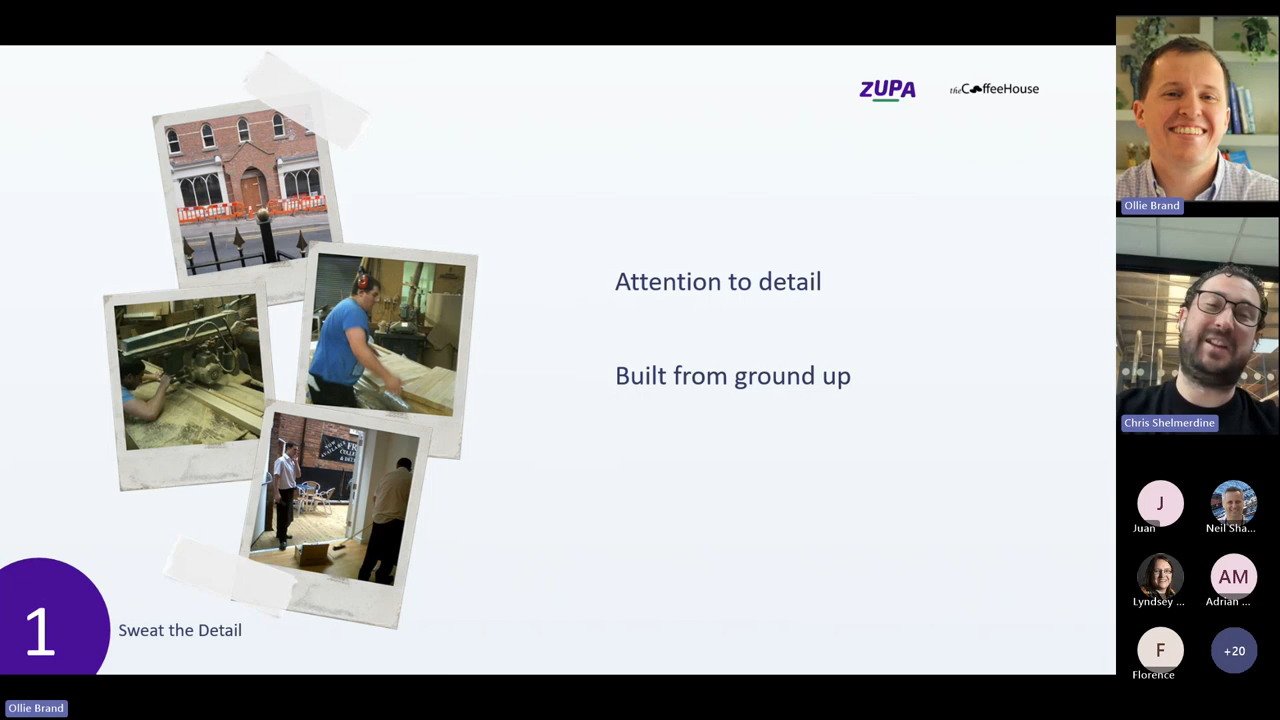 ZUPA
theCoffeeHouse
Attention to detail
Built from ground up
1
Sweat the Detail
Ollie Brand
Ollie Brand
Chris Shelmerdine
J
Juan
Neil Sha...
Lyndsey ...
AM
Adrian ...
F
Florence
+20